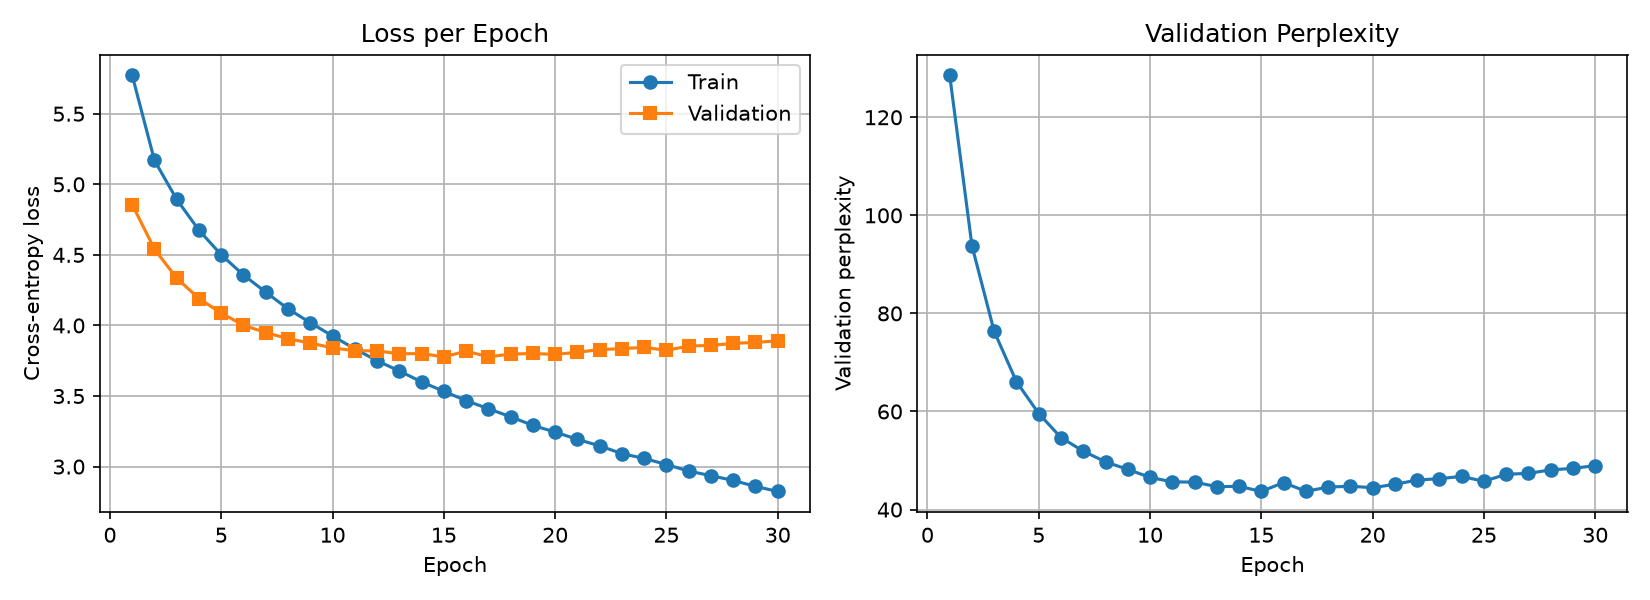 Loss per Epoch
Train
Validation
5.5
5.0
4.5
4.0
3.5
3.0
Cross-entropy loss
0 5 10 15 20 25 30
Epoch
Validation Perplexity
120
100
80
60
40
Validation perplexity
0 5 10 15 20 25 30
Epoch